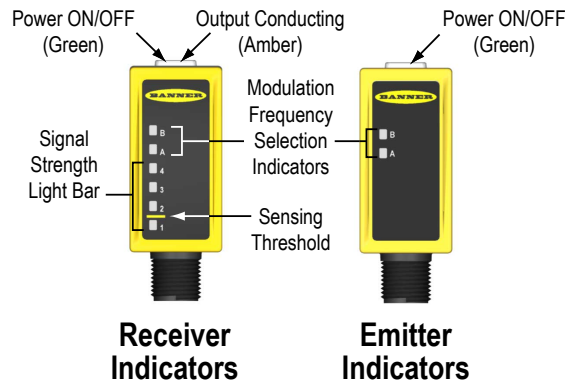 Power ON/OFF
(Green)
Output Conducting
(Amber)
Power ON/OFF
(Green)
BANNER
BANNER
Modulation
Frequency
Selection
Indicators
Signal
Strength
Light Bar
B
A
4
3
2
1
B
A
Sensing
Threshold
Receiver
Indicators
Emitter
Indicators